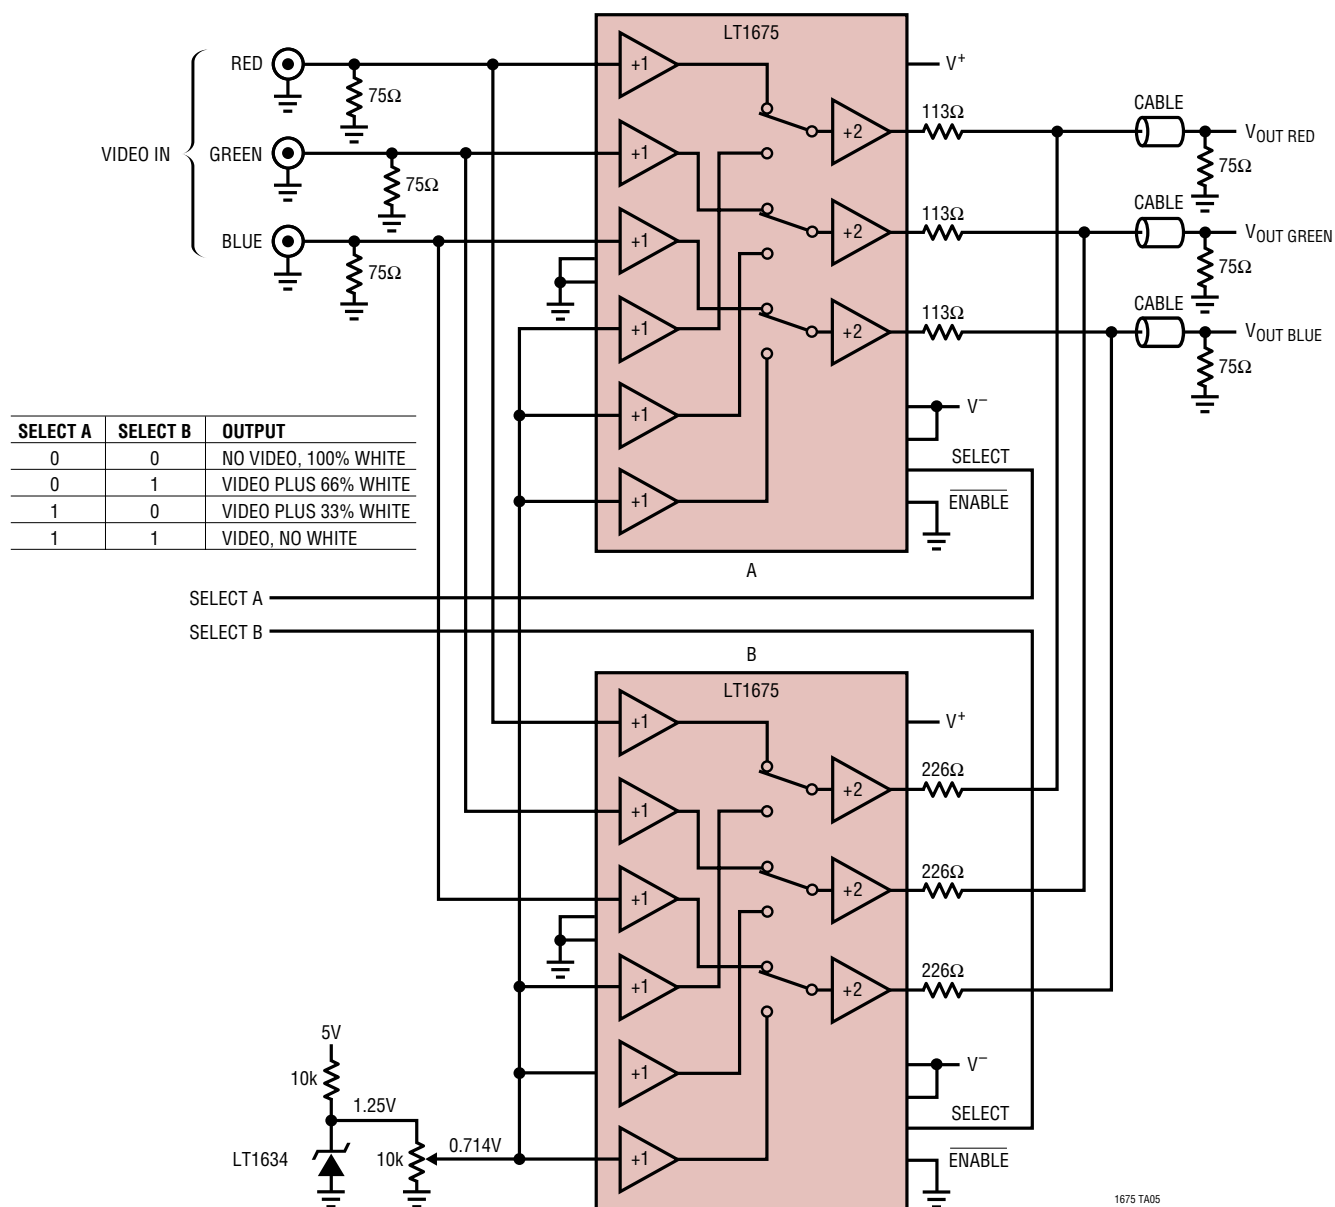 LT1675
RED
+1
V+
75Ω
113Ω
CABLE
+2
VOUT RED
VIDEO IN
GREEN
+1
75Ω
75Ω
CABLE
113Ω
BLUE
+1
+2
VOUT GREEN
75Ω
75Ω
CABLE
113Ω
+1
+2
VOUT BLUE
75Ω
+1
V–
SELECT A SELECT B OUTPUT
0 0 NO VIDEO, 100% WHITE
0 1 VIDEO PLUS 66% WHITE
1 0 VIDEO PLUS 33% WHITE
1 1 VIDEO, NO WHITE
SELECT
+1
ENABLE
A
SELECT A
SELECT B
B
LT1675
+1
V+
226Ω
+2
+1
226Ω
+1
+2
226Ω
+1
+2
5V
10k
+1
V–
1.25V
SELECT
LT1634
10k
0.714V
+1
ENABLE
1675 TA05